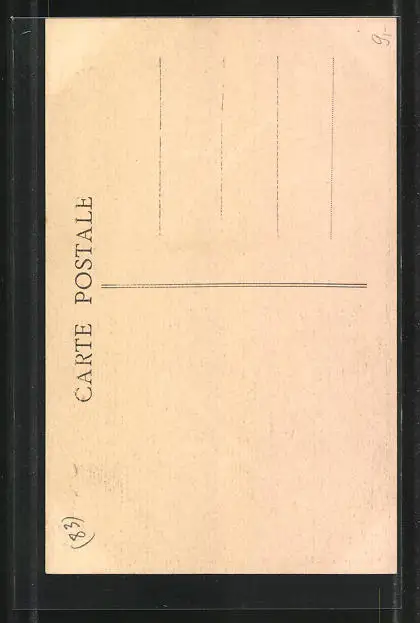 CARTE POSTALE
(83)
9,-